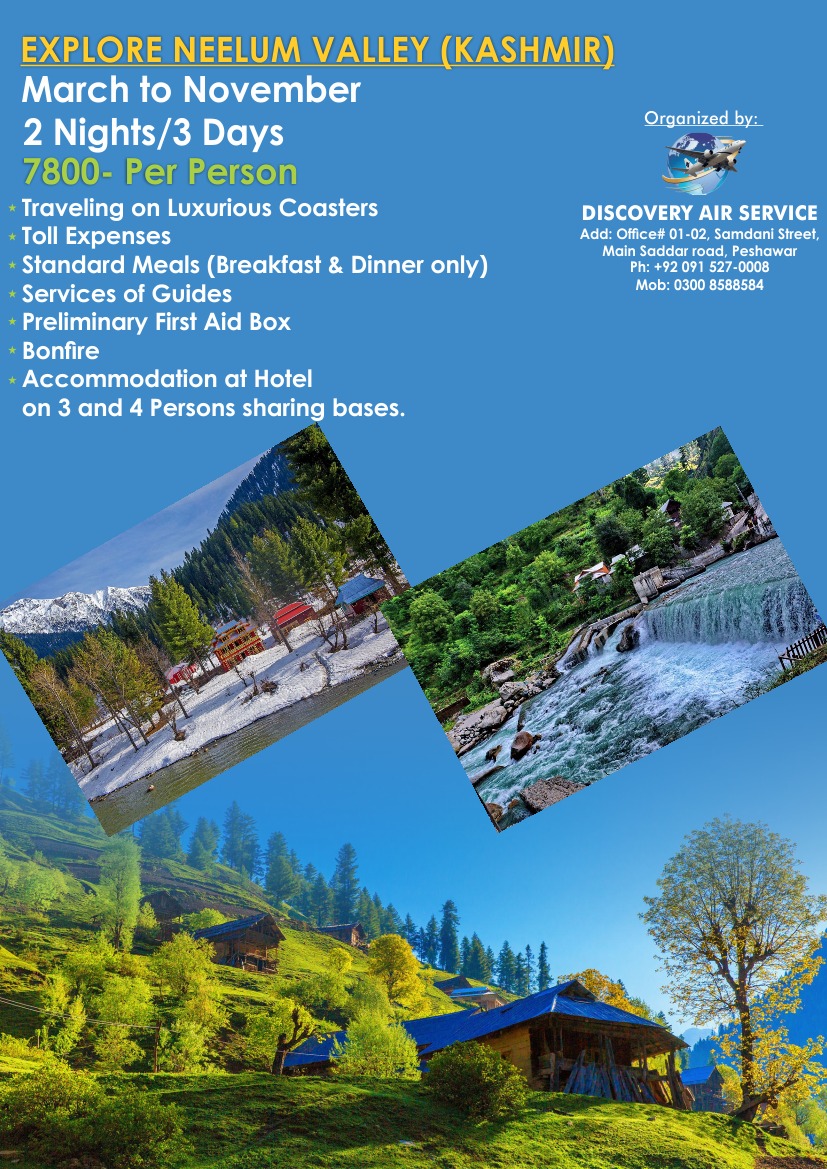 EXPLORE NEELUM VALLEY (KASHMIR)
March to November
2 Nights/3 Days
7800- Per Person
Traveling on Luxurious Coasters
Toll Expenses
Standard Meals (Breakfast & Dinner only)
Services of Guides
Preliminary First Aid Box
Bonfire
Accommodation at Hotel
on 3 and 4 Persons sharing bases.
Organized by:
DISCOVERY AIR SERVICE
Add: Office# 01-02, Samdani Street,
Main Saddar road, Peshawar
Ph: +92 091 527-0008
Mob: 0300 8588584